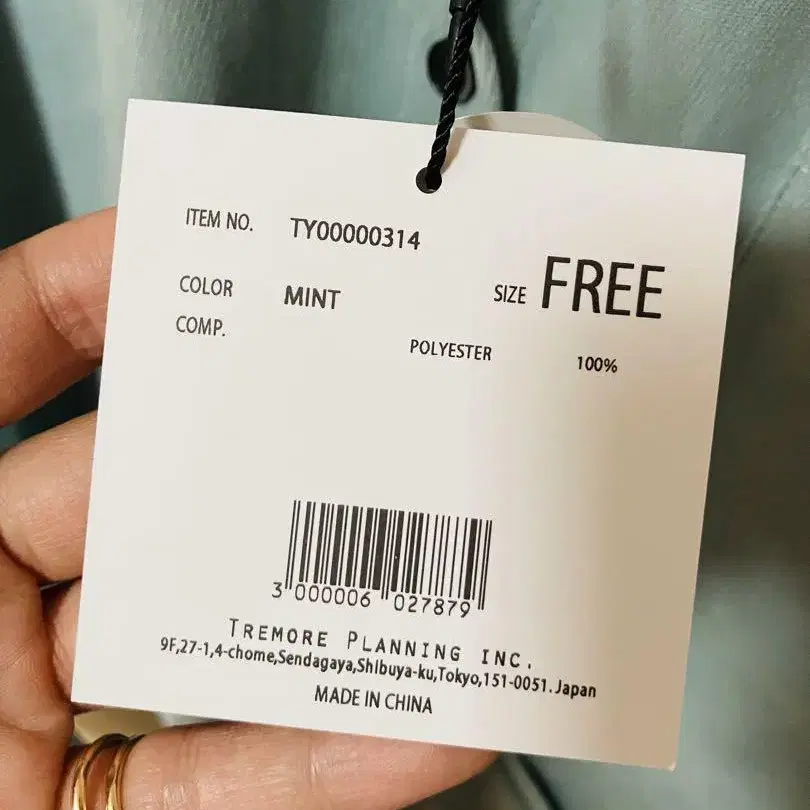 ITEM NO. TY00000314
COLOR MINT SIZE FREE
COMP. POLYESTER 100%
3 000006 027879
TREMORE PLANNING INC.
9F,27-1,4-chome,Sendagaya,Shibuya-ku,Tokyo,151-0051.Japan
MADE IN CHINA